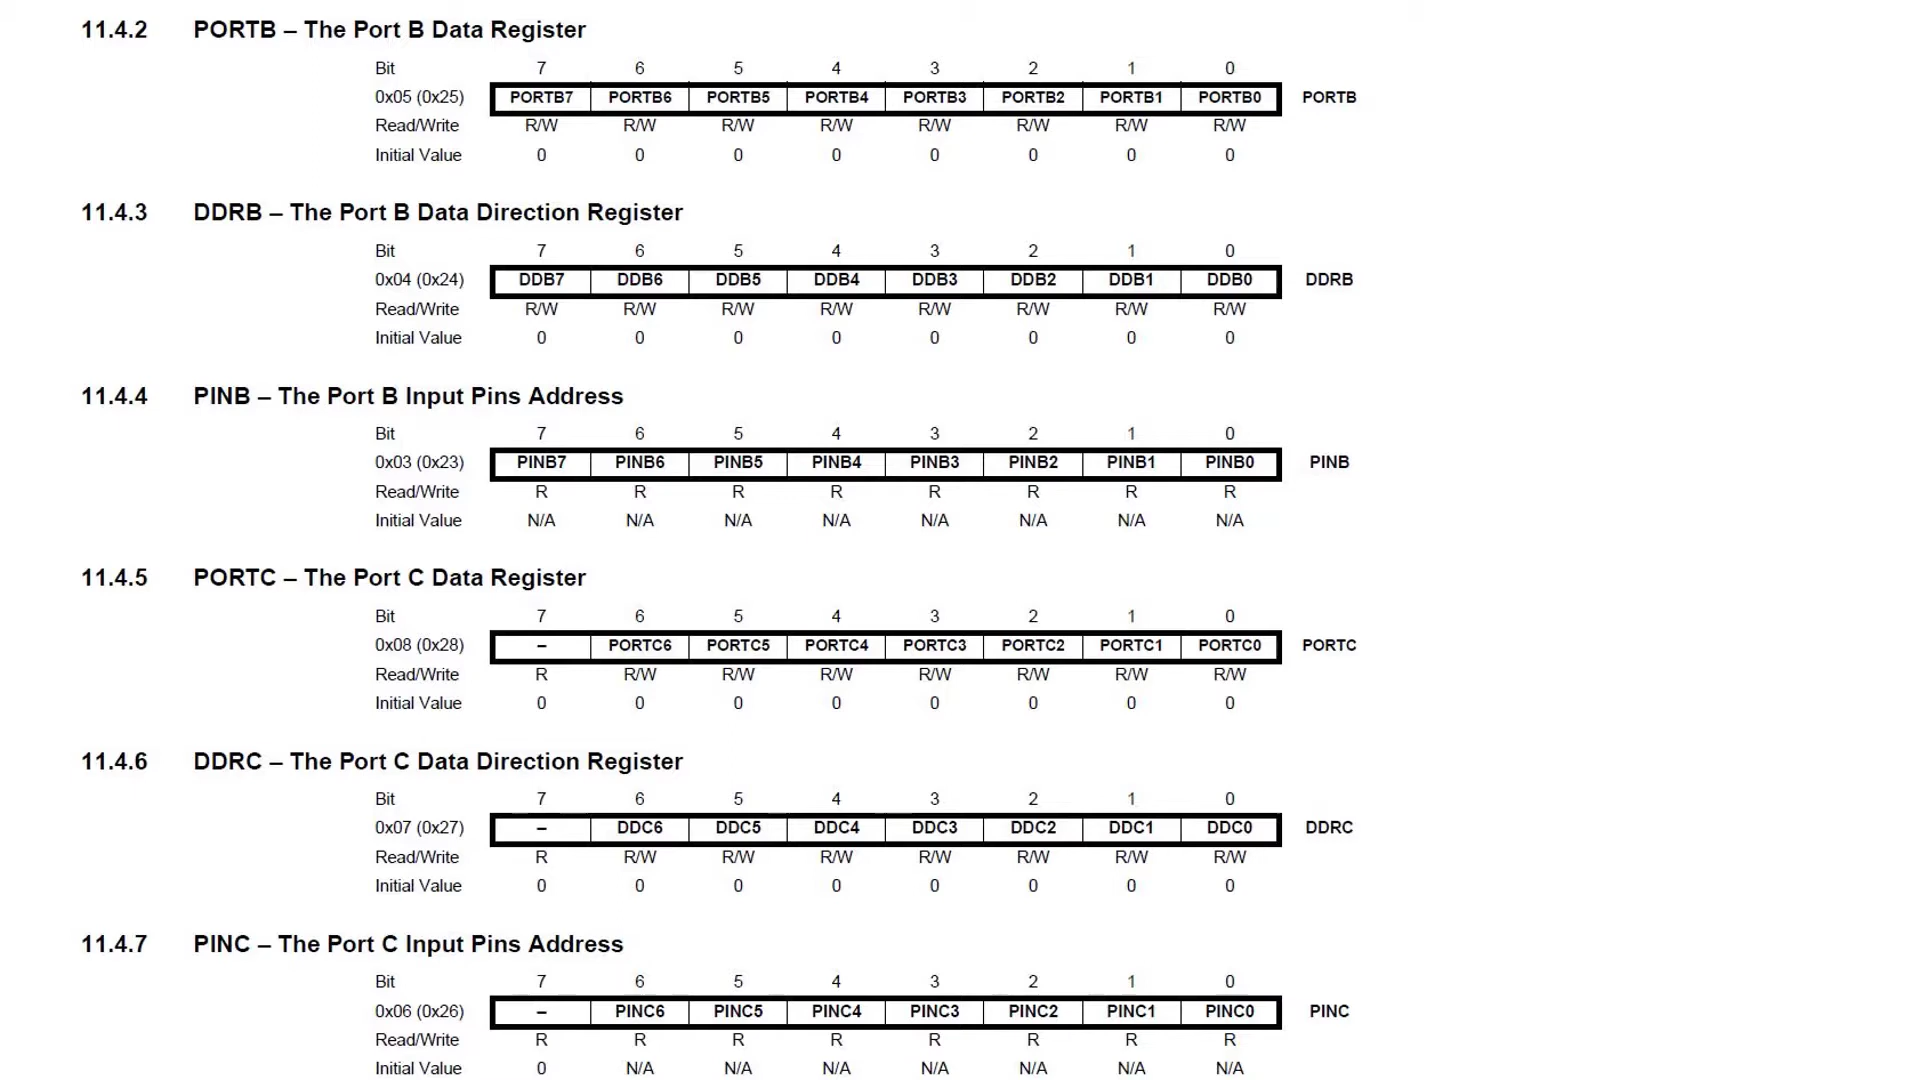 11.4.2 PORTB – The Port B Data Register
Bit 7 6 5 4 3 2 1 0
0x05 (0x25) PORTB7 PORTB6 PORTB5 PORTB4 PORTB3 PORTB2 PORTB1 PORTB0 PORTB
Read/Write R/W R/W R/W R/W R/W R/W R/W R/W
Initial Value 0 0 0 0 0 0 0 0
11.4.3 DDRB – The Port B Data Direction Register
Bit 7 6 5 4 3 2 1 0
0x04 (0x24) DDB7 DDB6 DDB5 DDB4 DDB3 DDB2 DDB1 DDB0 DDRB
Read/Write R/W R/W R/W R/W R/W R/W R/W R/W
Initial Value 0 0 0 0 0 0 0 0
11.4.4 PINB – The Port B Input Pins Address
Bit 7 6 5 4 3 2 1 0
0x03 (0x23) PINB7 PINB6 PINB5 PINB4 PINB3 PINB2 PINB1 PINB0 PINB
Read/Write R R R R R R R R
Initial Value N/A N/A N/A N/A N/A N/A N/A N/A
11.4.5 PORTC – The Port C Data Register
Bit 7 6 5 4 3 2 1 0
0x08 (0x28) – PORTC6 PORTC5 PORTC4 PORTC3 PORTC2 PORTC1 PORTC0 PORTC
Read/Write R R/W R/W R/W R/W R/W R/W R/W
Initial Value 0 0 0 0 0 0 0 0
11.4.6 DDRC – The Port C Data Direction Register
Bit 7 6 5 4 3 2 1 0
0x07 (0x27) – DDC6 DDC5 DDC4 DDC3 DDC2 DDC1 DDC0 DDRC
Read/Write R R/W R/W R/W R/W R/W R/W R/W
Initial Value 0 0 0 0 0 0 0 0
11.4.7 PINC – The Port C Input Pins Address
Bit 7 6 5 4 3 2 1 0
0x06 (0x26) – PINC6 PINC5 PINC4 PINC3 PINC2 PINC1 PINC0 PINC
Read/Write R R R R R R R R
Initial Value 0 N/A N/A N/A N/A N/A N/A N/A